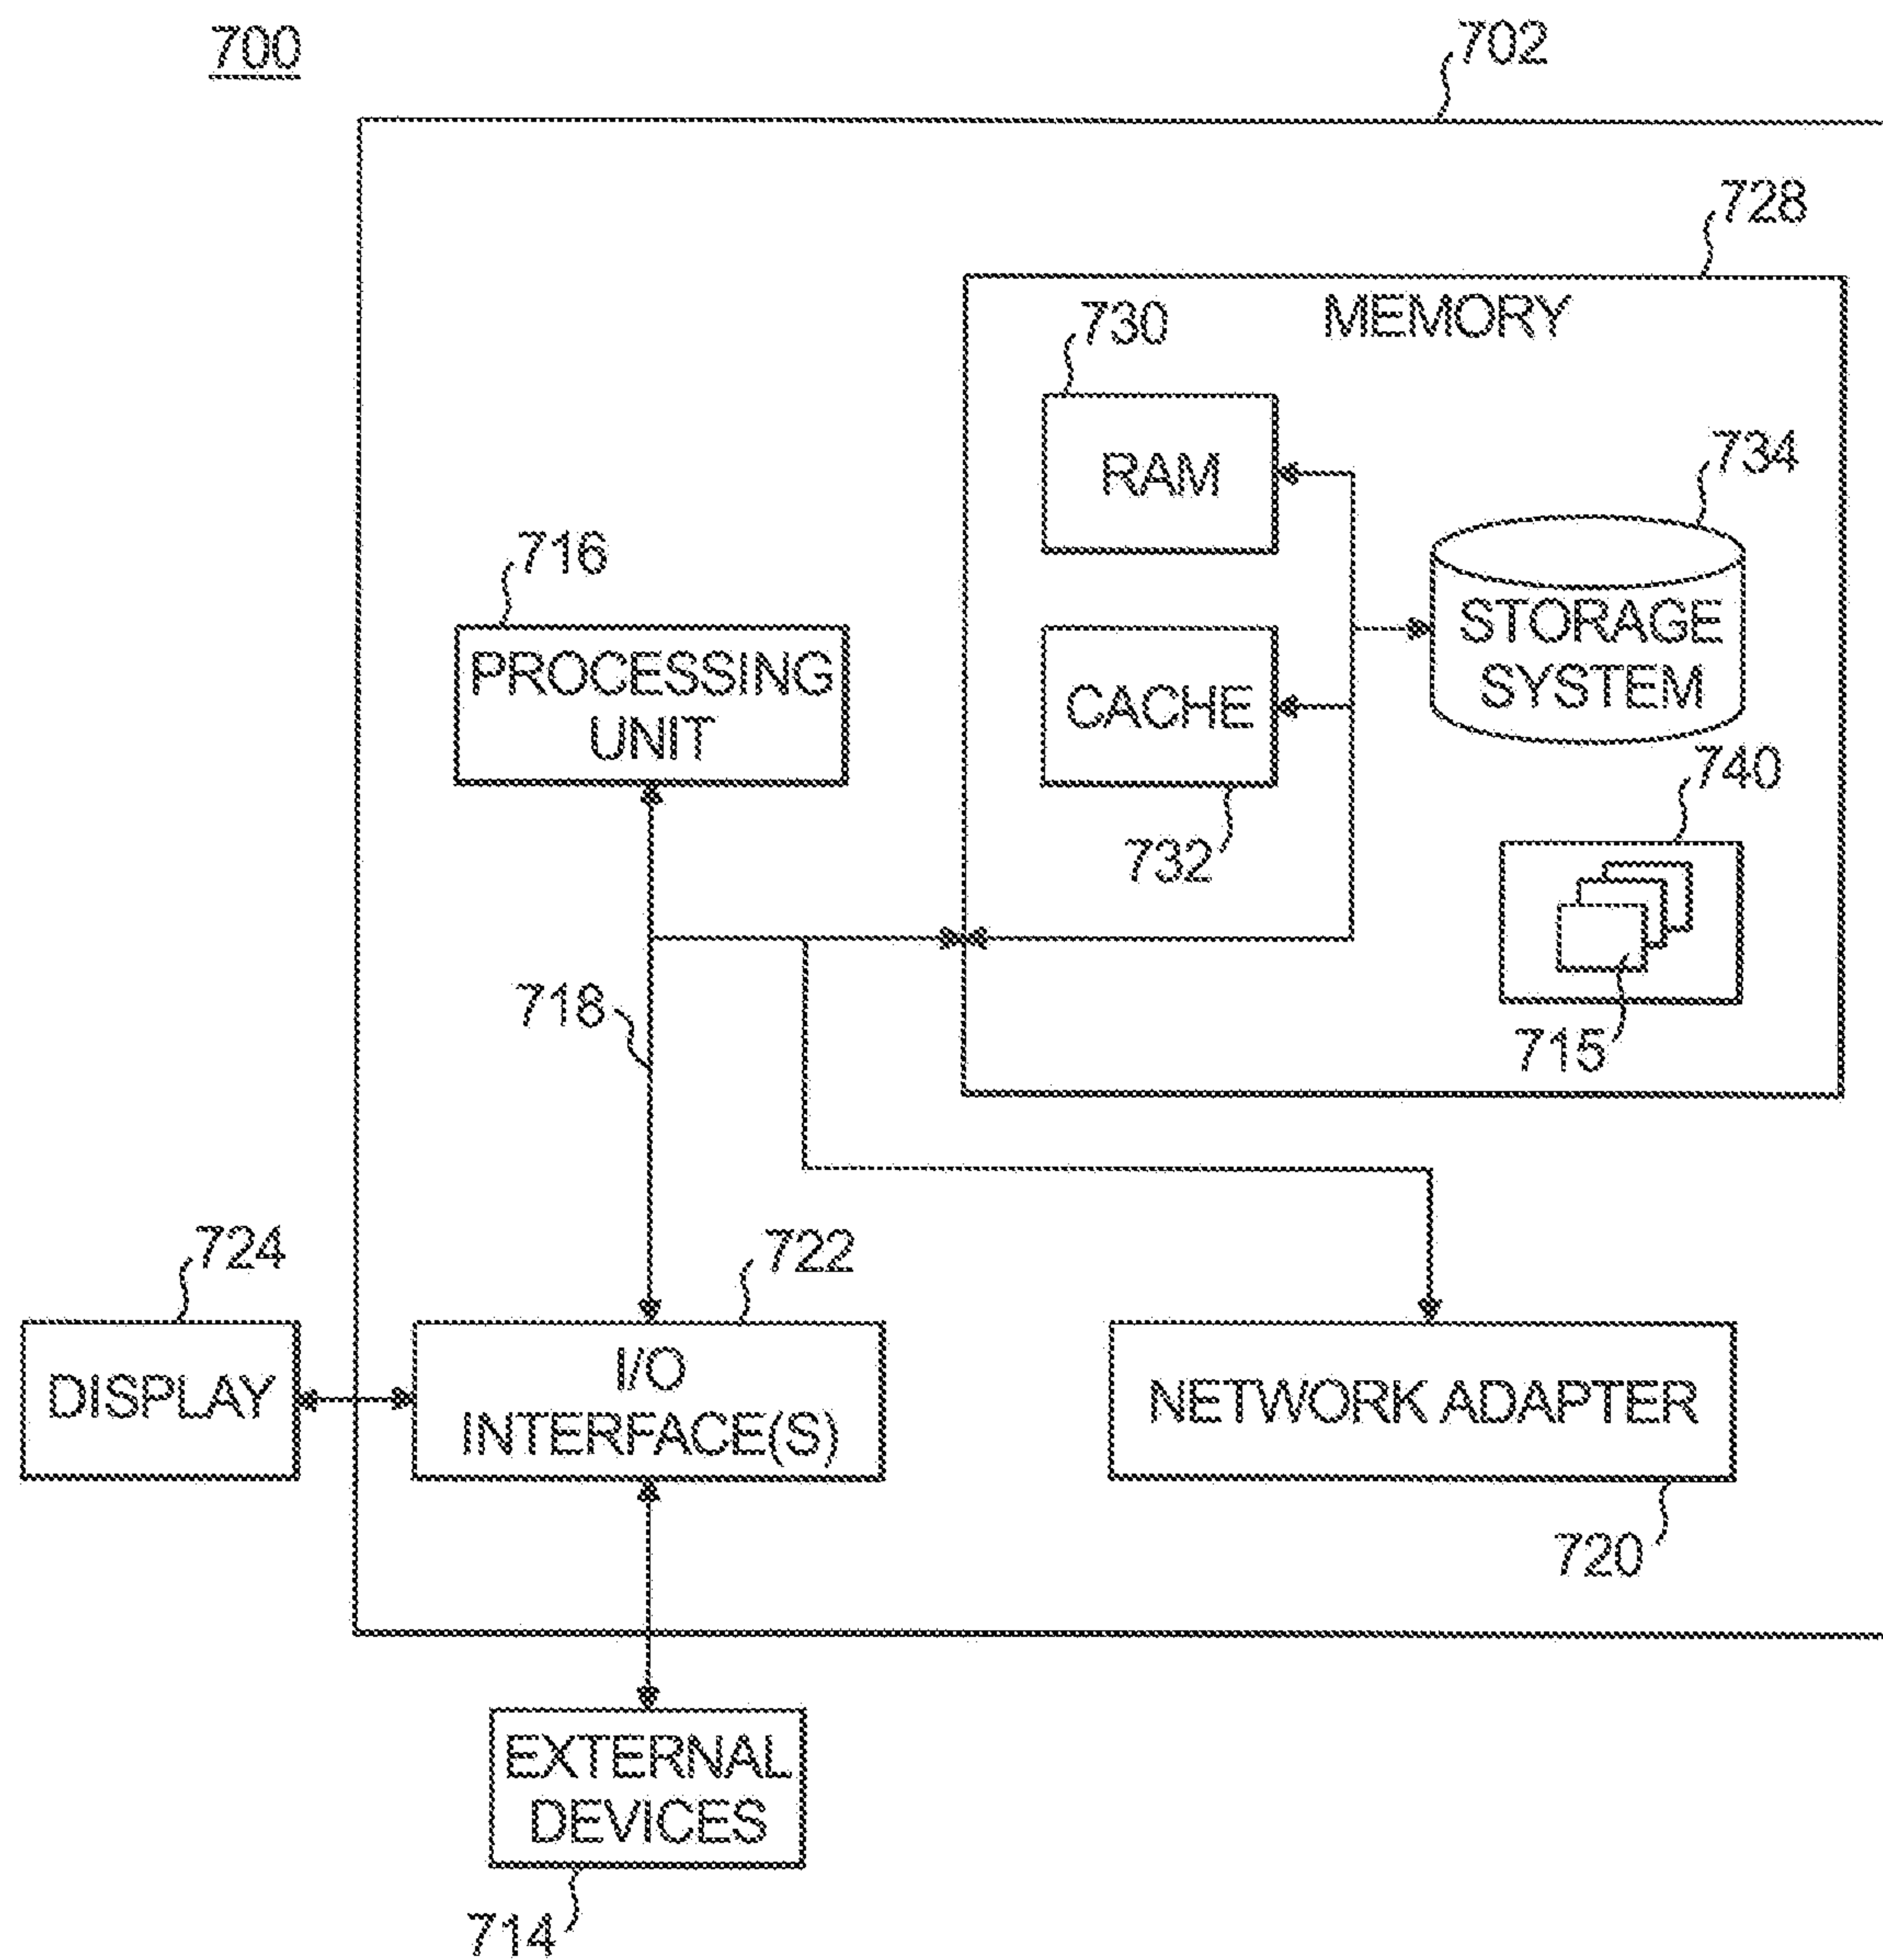 700
702
728
MEMORY
730
RAM
734
STORAGE
SYSTEM
716
PROCESSING
UNIT
CACHE
732
740
715
718
724
DISPLAY
722
I/O
INTERFACE(S)
NETWORK ADAPTER
720
EXTERNAL
DEVICES
714